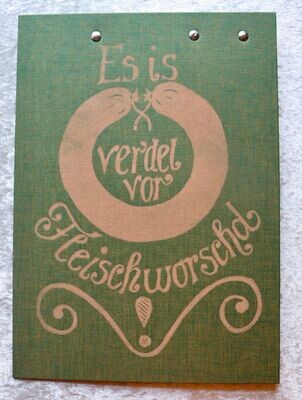 Es is
verdel
vor
Fleischworschd
!